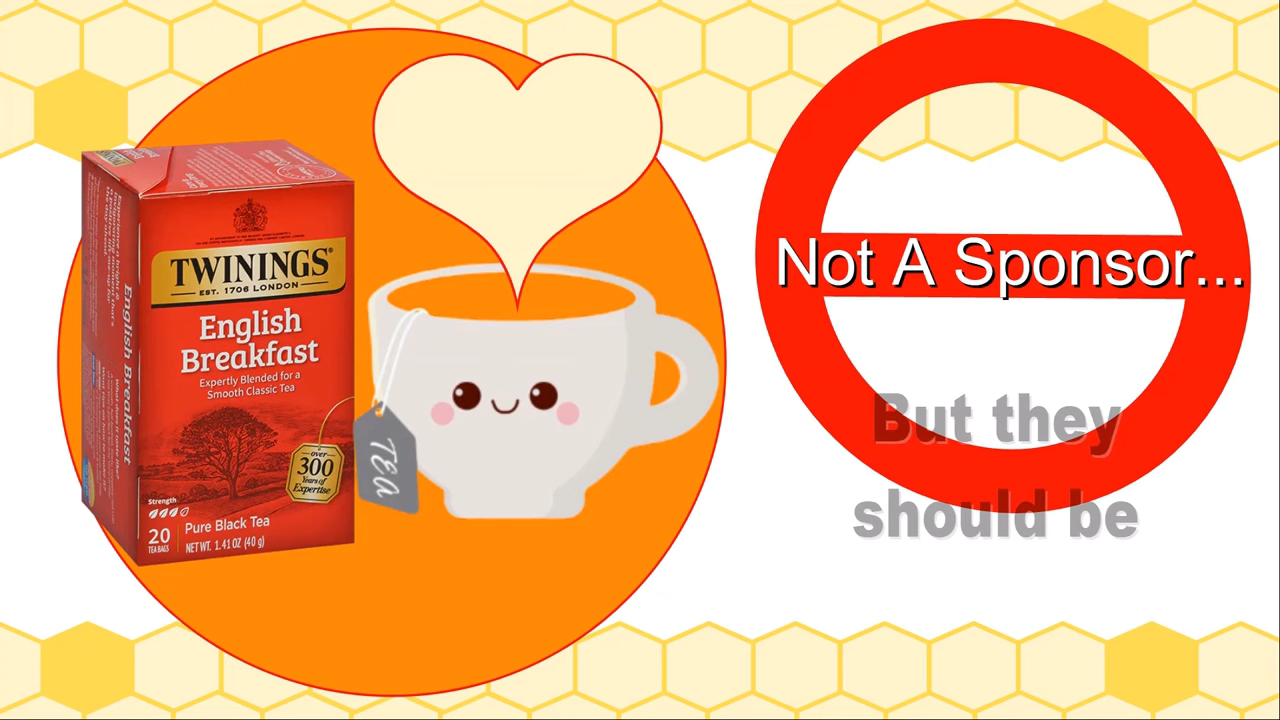 TWININGS®
EST. 1706 LONDON
English
Breakfast
Expertly Blended for a
Smooth Classic Tea
over
300
Years of
Expertise
Strength
20
TEA BAGS
Pure Black Tea
NET WT. 1.41 OZ (40 g)
TWININGS
English Breakfast
Tea
Not A Sponsor...
But they
should be